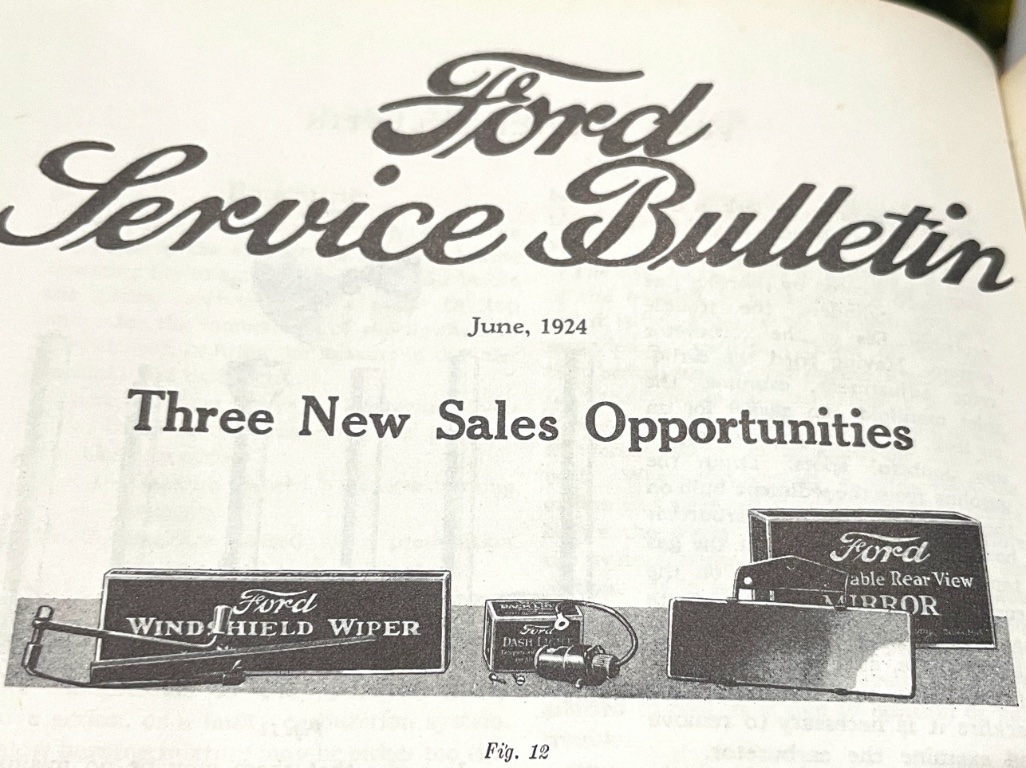 Ford
Service Bulletin
June, 1924
Three New Sales Opportunities
Ford
WINDSHIELD WIPER
Ford
DASH
Ford
able Rear View
MIRROR
Fig. 12